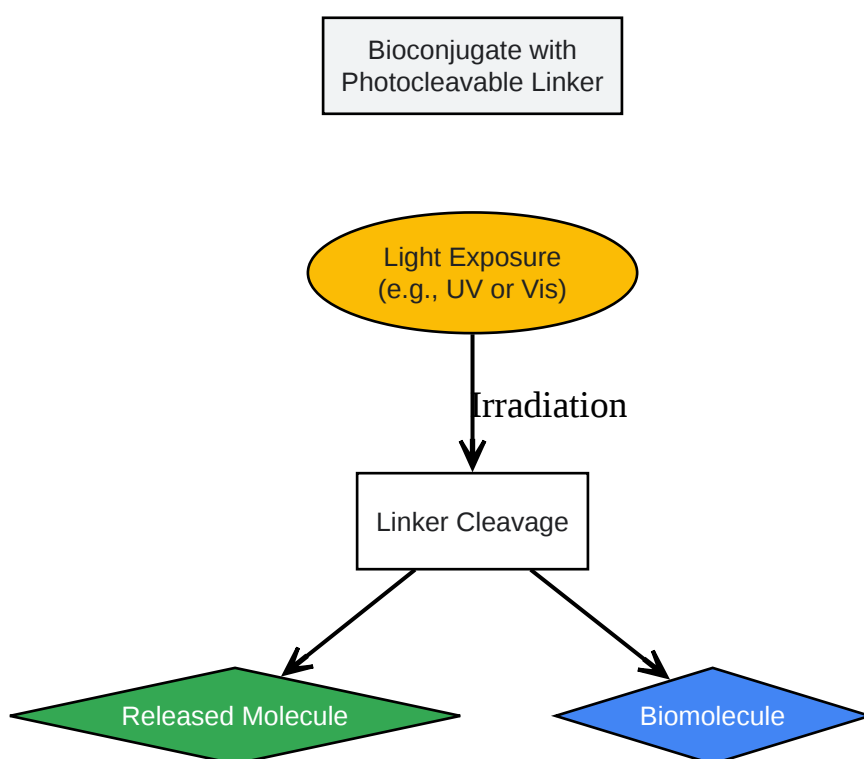 Bioconjugate with
Photocleavable Linker
Light Exposure
(e.g., UV or Vis)
Irradiation
Linker Cleavage
Released Molecule
Biomolecule